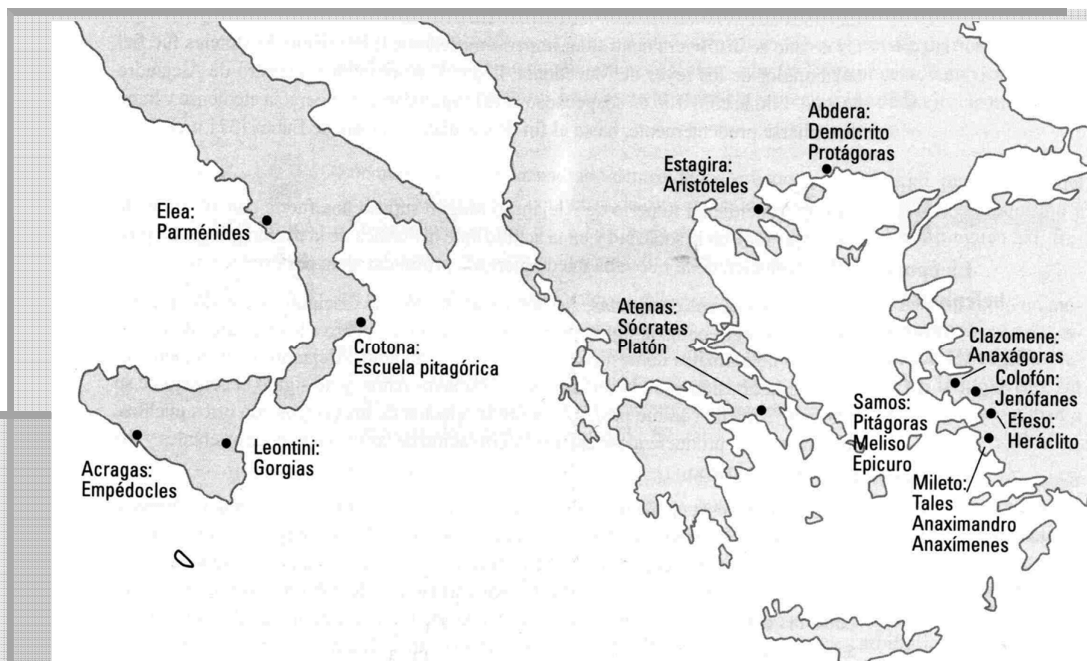 Abdera:
Demócrito
Protágoras
Estagira:
Aristóteles
Elea:
Parménides
Atenas:
Sócrates
Platón
Crotona:
Escuela pitagórica
Clazomene:
Anaxágoras
Colofón:
Jenófanes
Efeso:
Heráclito
Samos:
Pitágoras
Meliso
Epicuro
Mileto:
Tales
Anaximandro
Anaxímenes
Leontini:
Gorgias
Acragas:
Empédocles